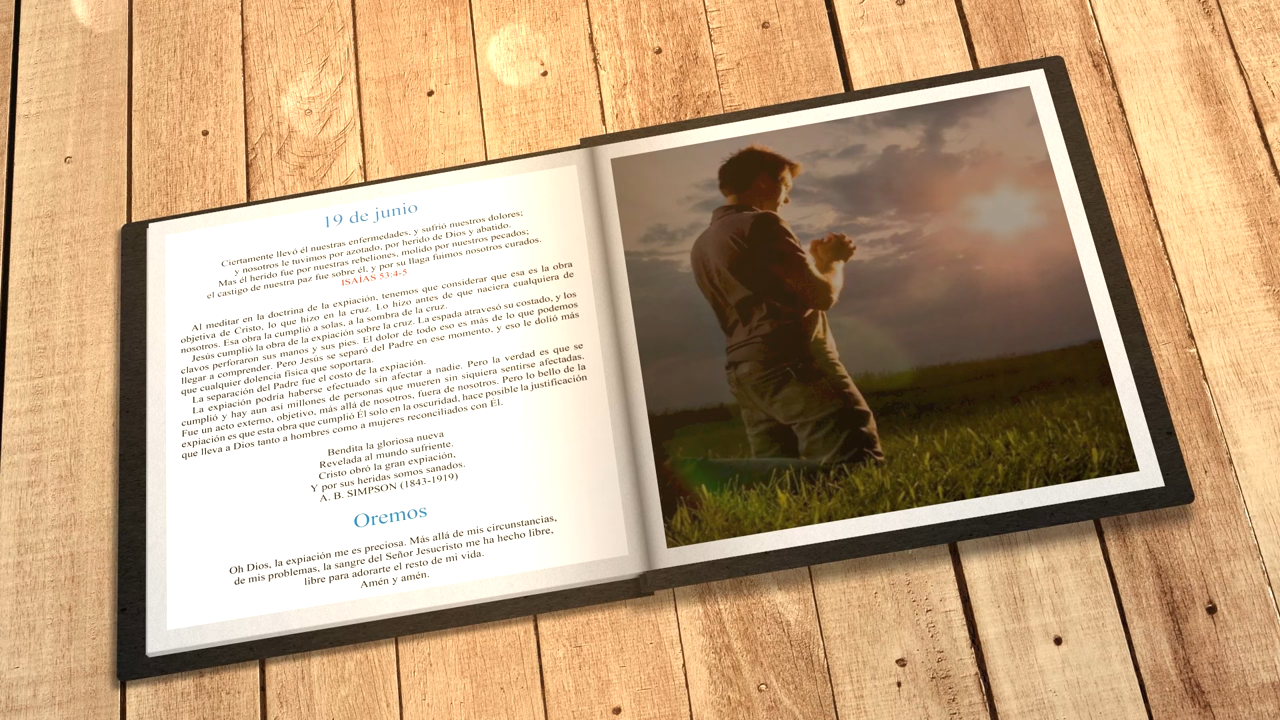 19 de junio
Ciertamente llevó él nuestras enfermedades, y sufrió nuestros dolores;
y nosotros le tuvimos por azotado, por herido de Dios y abatido.
Mas él herido fue por nuestras rebeliones, molido por nuestros pecados;
el castigo de nuestra paz fue sobre él, y por su llaga fuimos nosotros curados.
ISAÍAS 53:4-5
Al meditar en la doctrina de la expiación, tenemos que considerar que esa es la obra
objetiva de Cristo, lo que hizo en la cruz. Lo hizo antes de que naciera cualquiera de
nosotros. Esa obra la cumplió a solas, a la sombra de la cruz.
Jesús cumplió la obra de la expiación sobre la cruz. La espada atravesó su costado, y los
clavos perforaron sus manos y sus pies. El dolor de todo eso es más de lo que podemos
llegar a comprender. Pero Jesús se separó del Padre en ese momento, y eso le dolió más
que cualquier dolencia física que soportara.
La separación del Padre fue el costo de la expiación.
La expiación podría haberse efectuado sin afectar a nadie. Pero la verdad es que se
cumplió y hay aun así millones de personas que mueren sin siquiera sentirse afectadas.
Fue un acto externo, objetivo, más allá de nosotros, fuera de nosotros. Pero lo bello de la
expiación es que esta obra que cumplió Él solo en la oscuridad, hace posible la justificación
que lleva a Dios tanto a hombres como a mujeres reconciliados con Él.
Bendita la gloriosa nueva
Revelada al mundo sufriente.
Cristo obró la gran expiación,
Y por sus heridas somos sanados.
A. B. SIMPSON (1843-1919)
Oremos
Oh Dios, la expiación me es preciosa. Más allá de mis circunstancias,
de mis problemas, la sangre del Señor Jesucristo me ha hecho libre,
libre para adorarte el resto de mi vida.
Amén y amén.